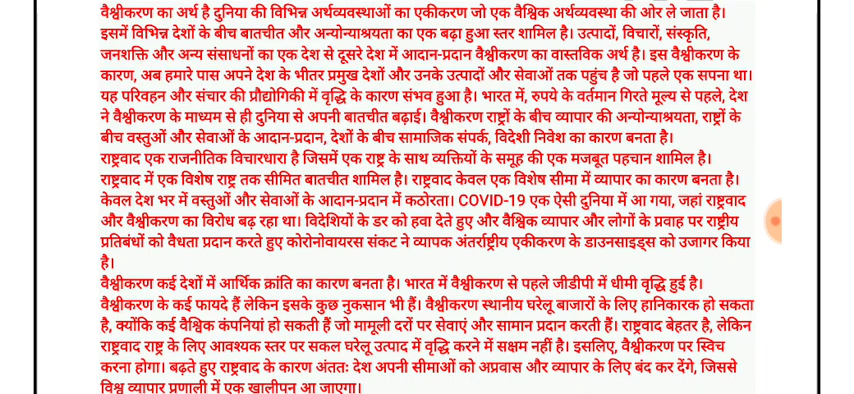 वैश्वीकरण का अर्थ है दुनिया की विभिन्न अर्थव्यवस्थाओं का एकीकरण जो एक वैश्विक अर्थव्यवस्था की ओर ले जाता है।
इसमें विभिन्न देशों के बीच बातचीत और अन्योन्याश्रयता का एक बढ़ा हुआ स्तर शामिल है। उत्पादों, विचारों, संस्कृति,
जनशक्ति और अन्य संसाधनों का एक देश से दूसरे देश में आदान-प्रदान वैश्वीकरण का वास्तविक अर्थ है। इस वैश्वीकरण के
कारण, अब हमारे पास अपने देश के भीतर प्रमुख देशों और उनके उत्पादों और सेवाओं तक पहुंच है जो पहले एक सपना था।
यह परिवहन और संचार की प्रौद्योगिकी में वृद्धि के कारण संभव हुआ है। भारत में, रुपये के वर्तमान गिरते मूल्य से पहले, देश
ने वैश्वीकरण के माध्यम से ही दुनिया से अपनी बातचीत बढ़ाई। वैश्वीकरण राष्ट्रों के बीच व्यापार की अन्योन्याश्रयता, राष्ट्रों के
बीच वस्तुओं और सेवाओं के आदान-प्रदान, देशों के बीच सामाजिक संपर्क, विदेशी निवेश का कारण बनता है।
राष्ट्रवाद एक राजनीतिक विचारधारा है जिसमें एक राष्ट्र के साथ व्यक्तियों के समूह की एक मजबूत पहचान शामिल है।
राष्ट्रवाद में एक विशेष राष्ट्र तक सीमित बातचीत शामिल है। राष्ट्रवाद केवल एक विशेष सीमा में व्यापार का कारण बनता है।
केवल देश भर में वस्तुओं और सेवाओं के आदान-प्रदान में कठोरता। COVID-19 एक ऐसी दुनिया में आ गया, जहां राष्ट्रवाद
और वैश्वीकरण का विरोध बढ़ रहा था। विदेशियों के डर को हवा देते हुए और वैश्विक व्यापार और लोगों के प्रवाह पर राष्ट्रीय
प्रतिबंधों को वैधता प्रदान करते हुए कोरोनोवायरस संकट ने व्यापक अंतर्राष्ट्रीय एकीकरण के डाउनसाइड्स को उजागर किया
है।
वैश्वीकरण कई देशों में आर्थिक क्रांति का कारण बनता है। भारत में वैश्वीकरण से पहले जीडीपी में धीमी वृद्धि हुई है।
वैश्वीकरण के कई फायदे हैं लेकिन इसके कुछ नुकसान भी हैं। वैश्वीकरण स्थानीय घरेलू बाजारों के लिए हानिकारक हो सकता
है, क्योंकि कई वैश्विक कंपनियां हो सकती हैं जो मामूली दरों पर सेवाएं और सामान प्रदान करती हैं। राष्ट्रवाद बेहतर है, लेकिन
राष्ट्रवाद राष्ट्र के लिए आवश्यक स्तर पर सकल घरेलू उत्पाद में वृद्धि करने में सक्षम नहीं है। इसलिए, वैश्वीकरण पर स्विच
करना होगा। बढ़ते हुए राष्ट्रवाद के कारण अंततः देश अपनी सीमाओं को अप्रवास और व्यापार के लिए बंद कर देंगे, जिससे
विश्व व्यापार प्रणाली में एक खालीपन आ जाएगा।